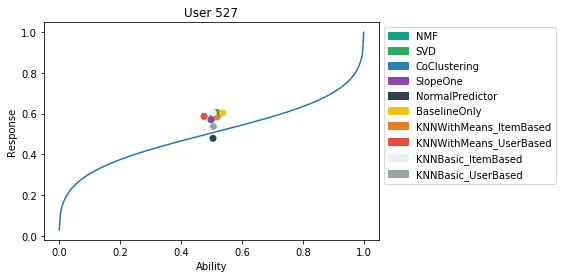 User 527
1.0
0.8
0.6
0.4
0.2
0.0
Response
0.0 0.2 0.4 0.6 0.8 1.0
Ability
NMF
SVD
CoClustering
SlopeOne
NormalPredictor
BaselineOnly
KNNWithMeans_ItemBased
KNNWithMeans_UserBased
KNNBasic_ItemBased
KNNBasic_UserBased